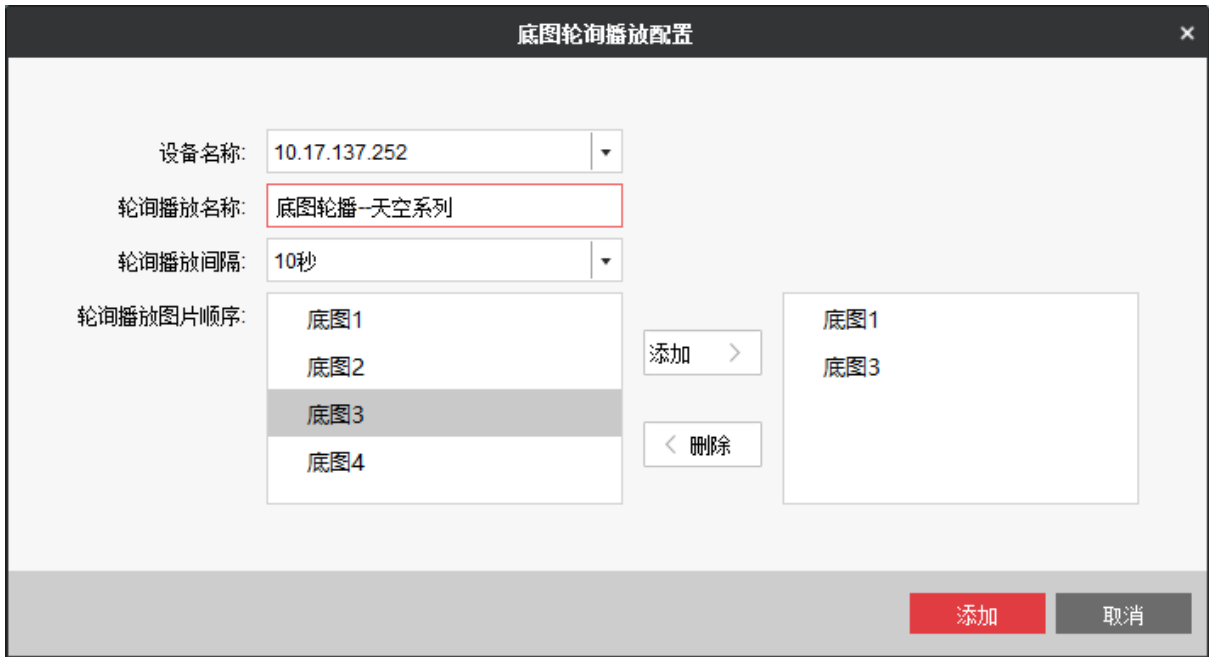 底图轮询播放配置
设备名称: 10.17.137.252
轮询播放名称: 底图轮播--天空系列
轮询播放间隔: 10秒
轮询播放图片顺序:
底图1
底图2
底图3
底图4
添加
删除
底图1
底图3
添加
取消